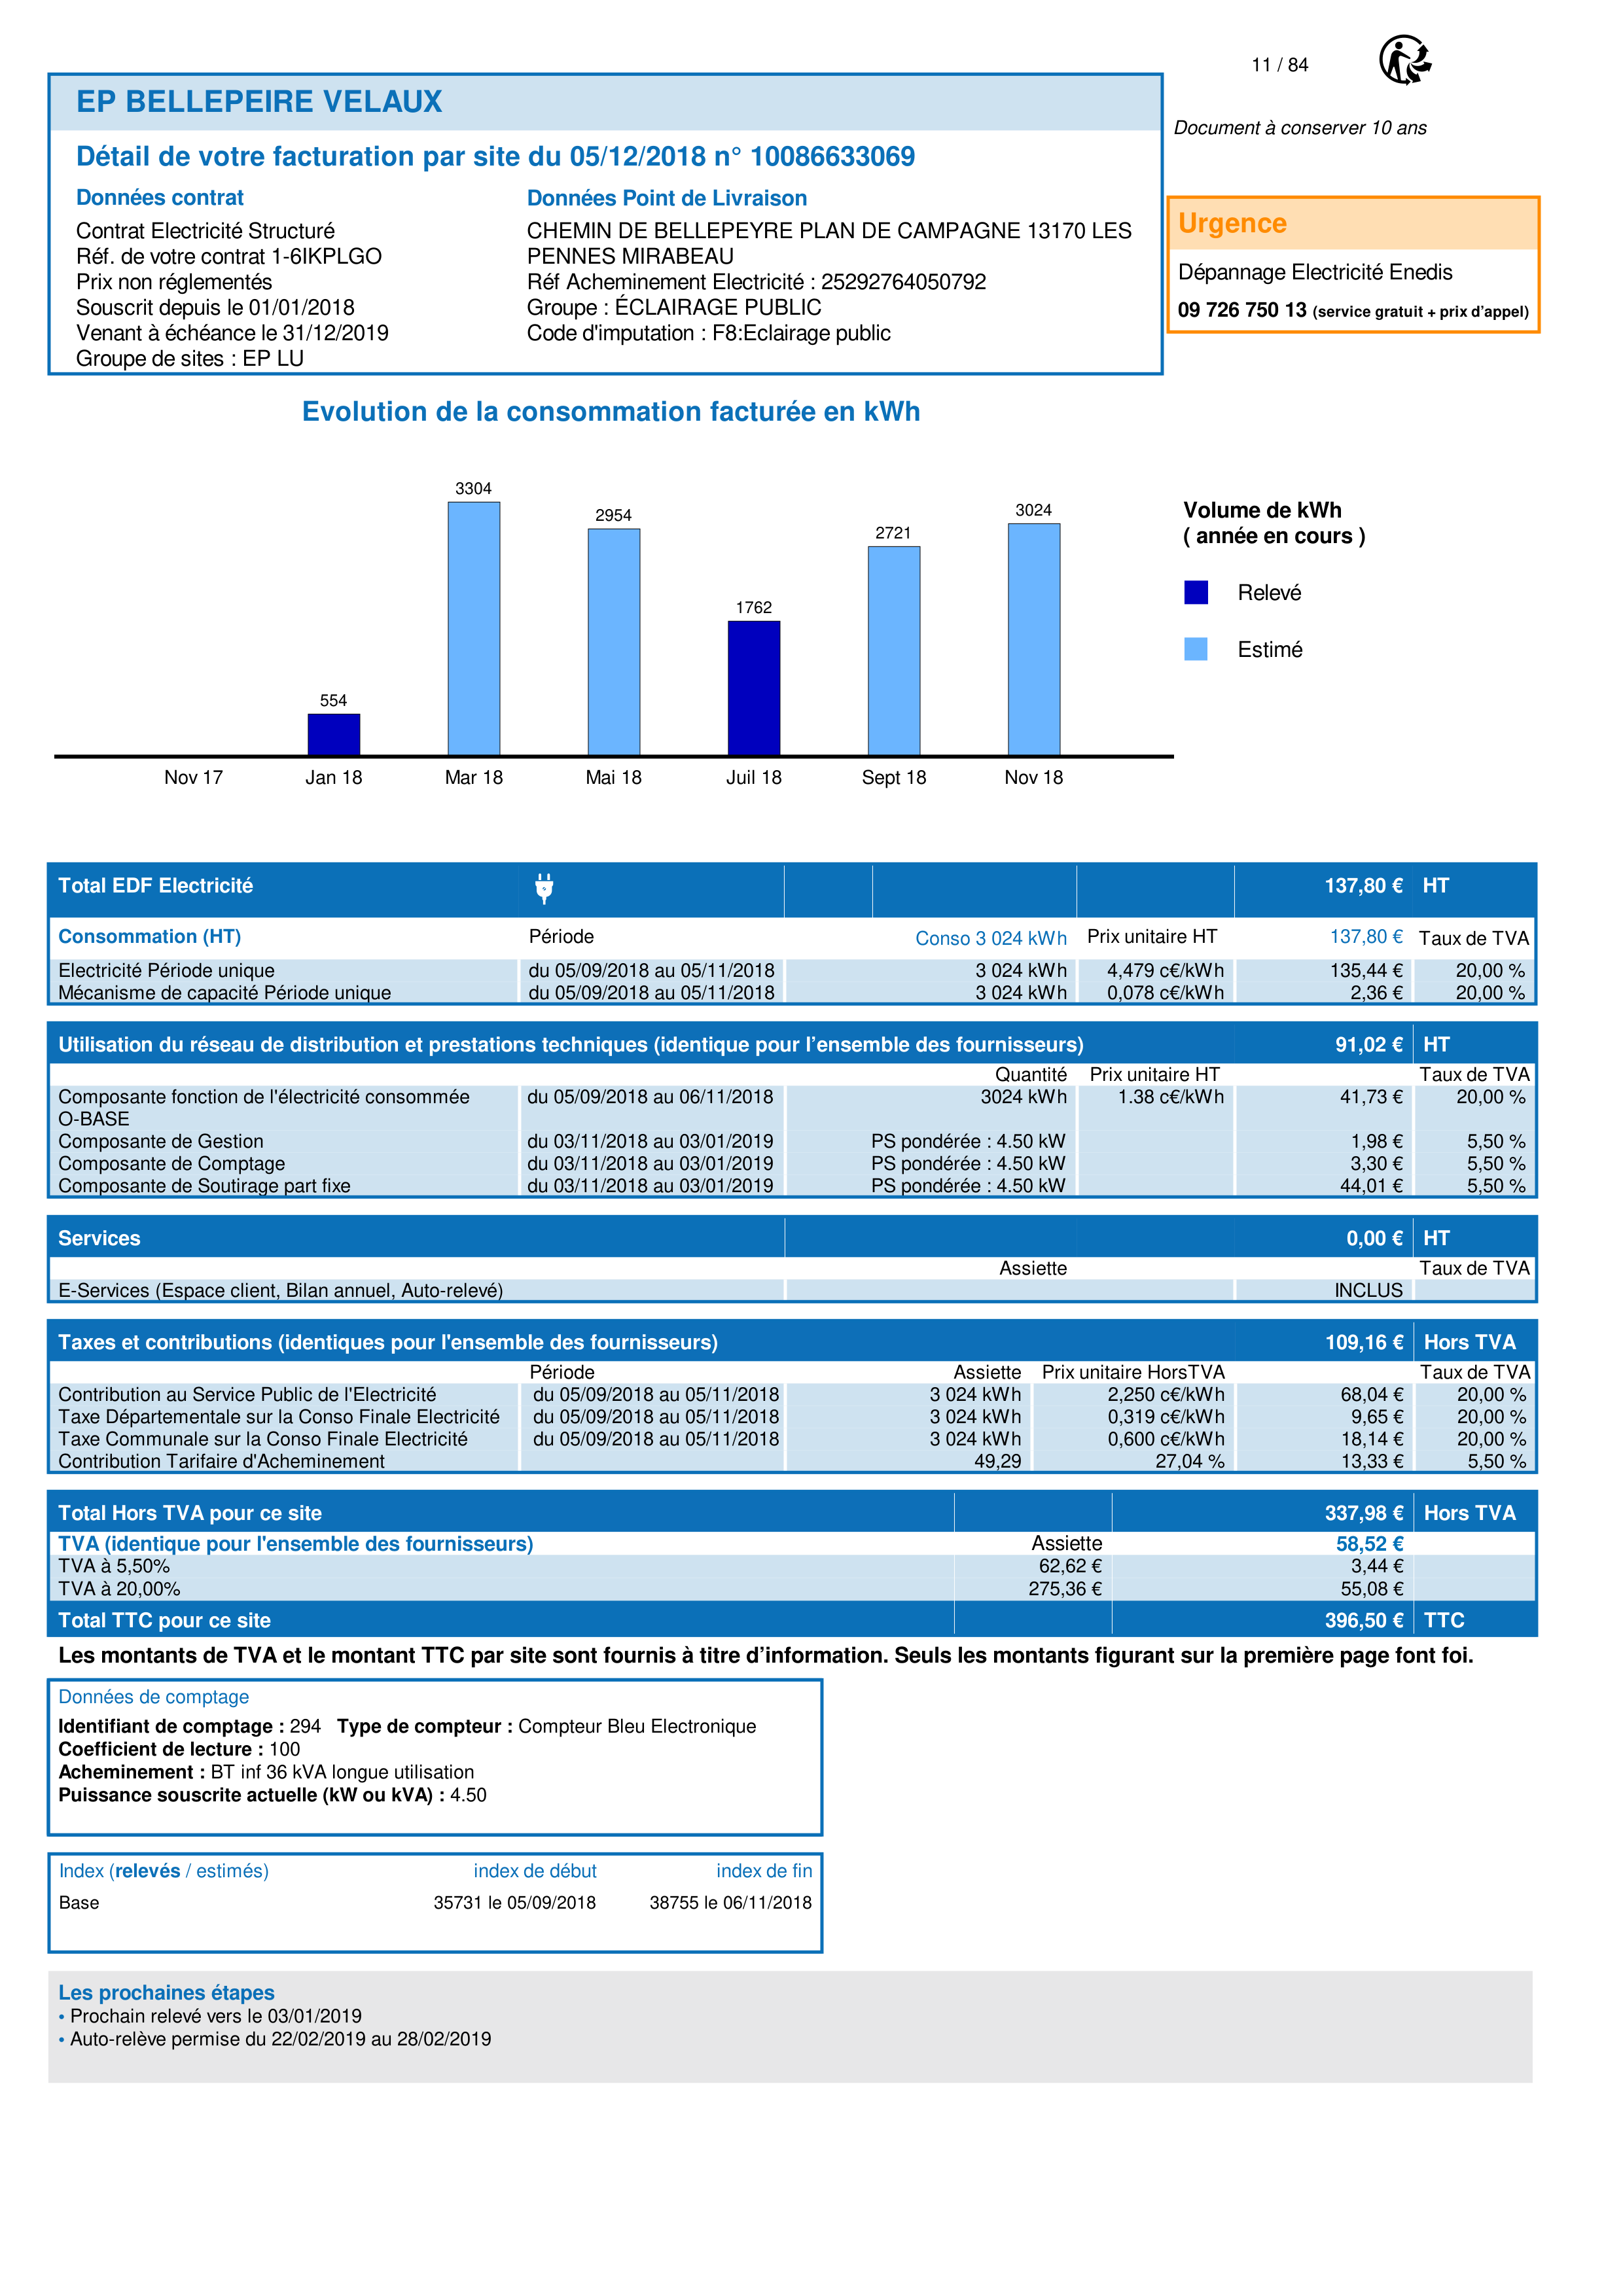 11 / 84
EP BELLEPEIRE VELAUX
Document à conserver 10 ans
Détail de votre facturation par site du 05/12/2018 n° 10086633069
Données contrat
Contrat Electricité Structuré
Réf. de votre contrat 1-6IKPLGO
Prix non réglementés
Souscrit depuis le 01/01/2018
Venant à échéance le 31/12/2019
Groupe de sites : EP LU
Données Point de Livraison
CHEMIN DE BELLEPEYRE PLAN DE CAMPAGNE 13170 LES
PENNES MIRABEAU
Réf Acheminement Electricité : 25292764050792
Groupe : ÉCLAIRAGE PUBLIC
Code d'imputation : F8:Eclairage public
Urgence
Dépannage Electricité Enedis
09 726 750 13 (service gratuit + prix d'appel)
Evolution de la consommation facturée en kWh
554
3304
2954
1762
2721
3024
Nov 17 Jan 18 Mar 18 Mai 18 Juil 18 Sept 18 Nov 18
Volume de kWh
( année en cours )
Relevé
Estimé
Total EDF Electricité 137,80 € HT
Consommation (HT) Période Conso 3 024 kWh Prix unitaire HT 137,80 € Taux de TVA
Electricité Période unique du 05/09/2018 au 05/11/2018 3 024 kWh 4,479 c€/kWh 135,44 € 20,00 %
Mécanisme de capacité Période unique du 05/09/2018 au 05/11/2018 3 024 kWh 0,078 c€/kWh 2,36 € 20,00 %
Utilisation du réseau de distribution et prestations techniques (identique pour l'ensemble des fournisseurs) 91,02 € HT
Quantité Prix unitaire HT Taux de TVA
Composante fonction de l'électricité consommée du 05/09/2018 au 06/11/2018 3024 kWh 1.38 c€/kWh 41,73 € 20,00 %
O-BASE
Composante de Gestion du 03/11/2018 au 03/01/2019 PS pondérée : 4.50 kW 1,98 € 5,50 %
Composante de Comptage du 03/11/2018 au 03/01/2019 PS pondérée : 4.50 kW 3,30 € 5,50 %
Composante de Soutirage part fixe du 03/11/2018 au 03/01/2019 PS pondérée : 4.50 kW 44,01 € 5,50 %
Services 0,00 € HT
Assiette Taux de TVA
E-Services (Espace client, Bilan annuel, Auto-relevé) INCLUS
Taxes et contributions (identiques pour l'ensemble des fournisseurs) 109,16 € Hors TVA
Période Assiette Prix unitaire HorsTVA Taux de TVA
Contribution au Service Public de l'Electricité du 05/09/2018 au 05/11/2018 3 024 kWh 2,250 c€/kWh 68,04 € 20,00 %
Taxe Départementale sur la Conso Finale Electricité du 05/09/2018 au 05/11/2018 3 024 kWh 0,319 c€/kWh 9,65 € 20,00 %
Taxe Communale sur la Conso Finale Electricité du 05/09/2018 au 05/11/2018 3 024 kWh 0,600 c€/kWh 18,14 € 20,00 %
Contribution Tarifaire d'Acheminement 49,29 27,04 % 13,33 € 5,50 %
Total Hors TVA pour ce site 337,98 € Hors TVA
TVA (identique pour l'ensemble des fournisseurs) Assiette 58,52 €
TVA à 5,50% 62,62 € 3,44 €
TVA à 20,00% 275,36 € 55,08 €
Total TTC pour ce site 396,50 € TTC
Les montants de TVA et le montant TTC par site sont fournis à titre d'information. Seuls les montants figurant sur la première page font foi.
Données de comptage
Identifiant de comptage : 294 Type de compteur : Compteur Bleu Electronique
Coefficient de lecture : 100
Acheminement : BT inf 36 kVA longue utilisation
Puissance souscrite actuelle (kW ou kVA) : 4.50
Index (relevés / estimés) index de début index de fin
Base 35731 le 05/09/2018 38755 le 06/11/2018
Les prochaines étapes
• Prochain relevé vers le 03/01/2019
• Auto-relève permise du 22/02/2019 au 28/02/2019